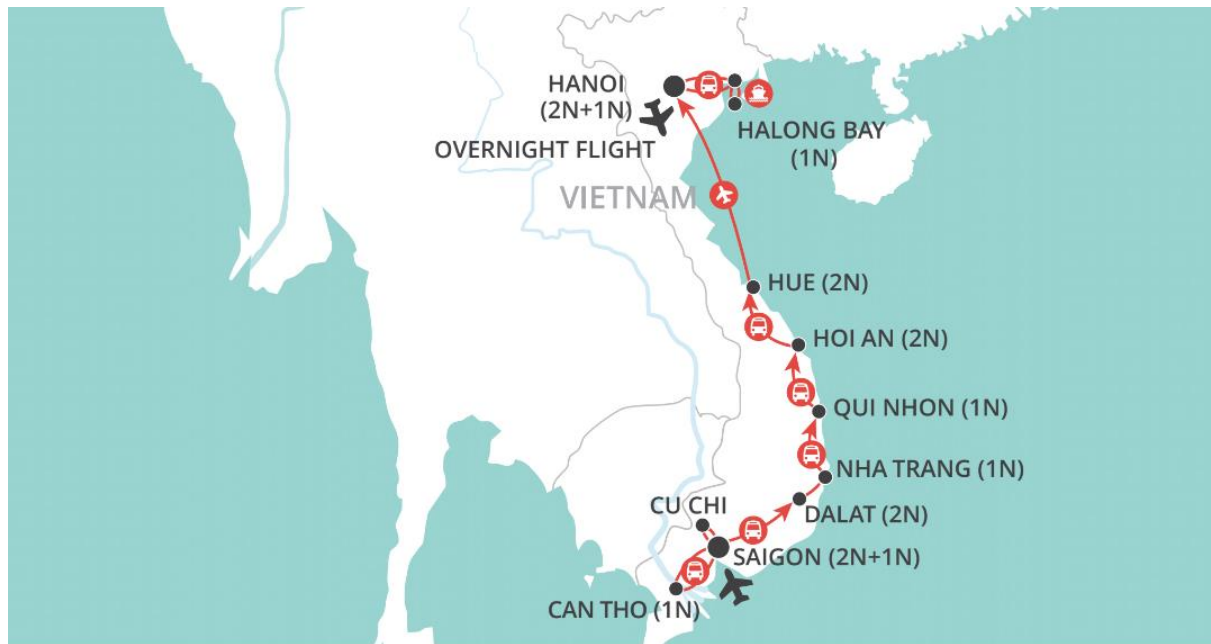 HANOI
(2N+1N)
HALONG BAY
(1N)
OVERNIGHT FLIGHT
VIETNAM
HUE (2N)
HOI AN (2N)
QUI NHON (1N)
NHA TRANG (1N)
CU CHI
DALAT (2N)
SAIGON (2N+1N)
CAN THO (1N)